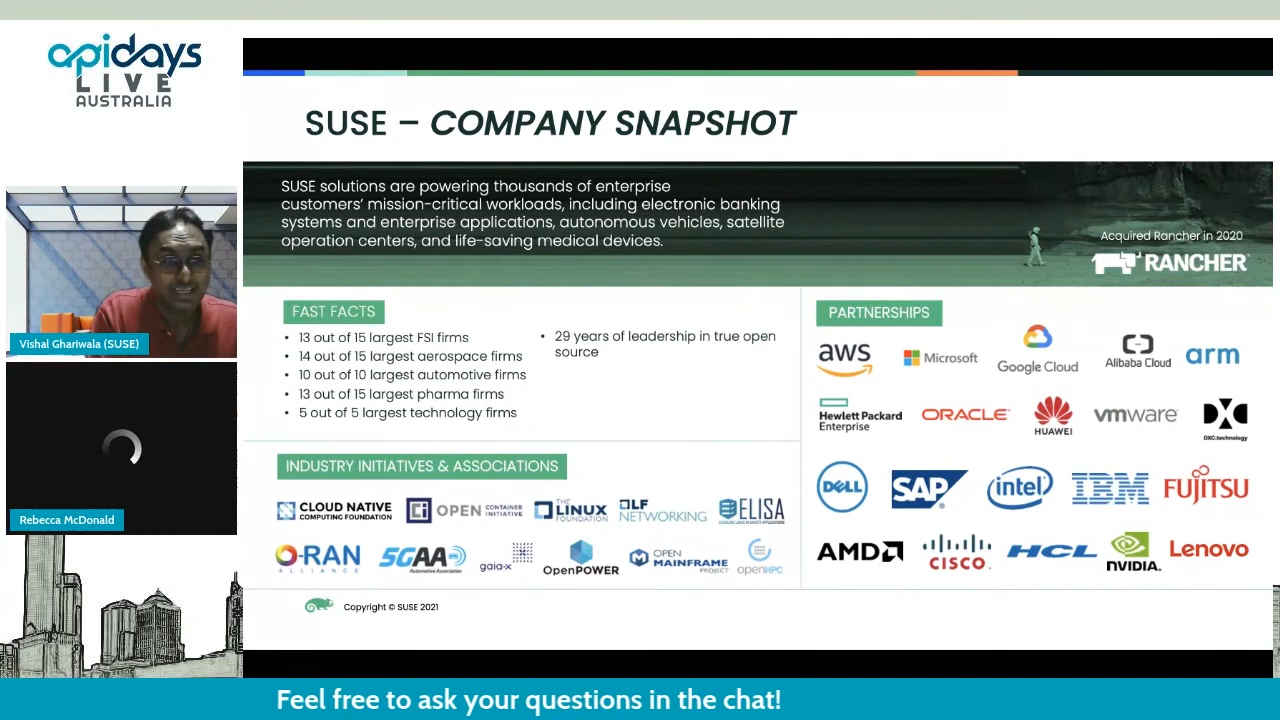 apidays
LIVE
AUSTRALIA
SUSE – COMPANY SNAPSHOT
SUSE solutions are powering thousands of enterprise
customers' mission-critical workloads, including electronic banking
systems and enterprise applications, autonomous vehicles, satellite
operation centers, and life-saving medical devices.
Acquired Rancher in 2020
RANCHER
Vishal Ghariwala (SUSE)
Rebecca McDonald
FAST FACTS
• 13 out of 15 largest FSI firms
• 14 out of 15 largest aerospace firms
• 10 out of 10 largest automotive firms
• 13 out of 15 largest pharma firms
• 5 out of 5 largest technology firms
• 29 years of leadership in true open
source
INDUSTRY INITIATIVES & ASSOCIATIONS
CLOUD NATIVE
COMPUTING FOUNDATION
OPEN CONTAINER
INITIATIVE
THE
LINUX
FOUNDATION
LF
NETWORKING
ELISA
O-RAN
ALLIANCE
5GAA
Automotive Association
gaia-x
OpenPOWER
OPEN
MAINFRAME
PROJECT
openHPC
PARTNERSHIPS
aws
Microsoft
Google Cloud
Alibaba Cloud
arm
Hewlett Packard
Enterprise
ORACLE
HUAWEI
vmware
DXC.technology
DELL
SAP
intel
IBM
FUJITSU
AMD
CISCO
HCL
NVIDIA
Lenovo
Copyright © SUSE 2021
Feel free to ask your questions in the chat!